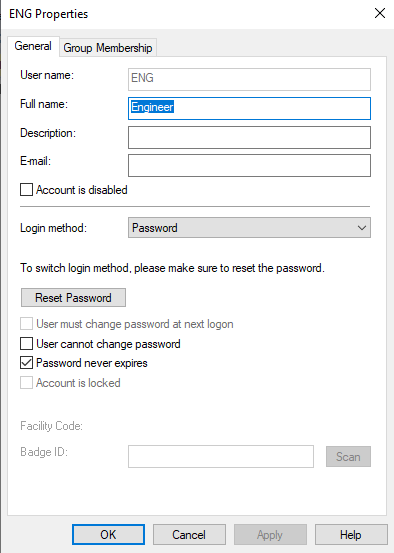 ENG Properties
General
Group Membership
User name:
ENG
Full name:
Engineer
Description:
E-mail:
Account is disabled
Login method:
Password
To switch login method, please make sure to reset the password.
Reset Password
User must change password at next logon
User cannot change password
Password never expires
Account is locked
Facility Code:
Badge ID:
Scan
OK
Cancel
Apply
Help